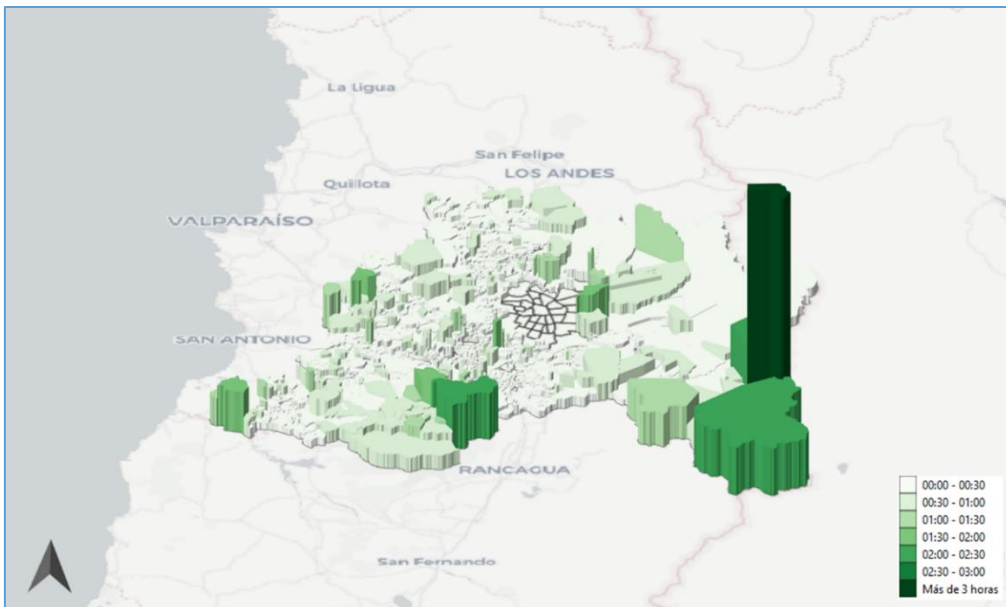 La Ligua
San Felipe
LOS ANDES
Quillota
VALPARAÍSO
SAN ANTONIO
RANCAGUA
San Fernando
00:00 - 00:30
00:30 - 01:00
01:00 - 01:30
01:30 - 02:00
02:00 - 02:30
02:30 - 03:00
Más de 3 horas